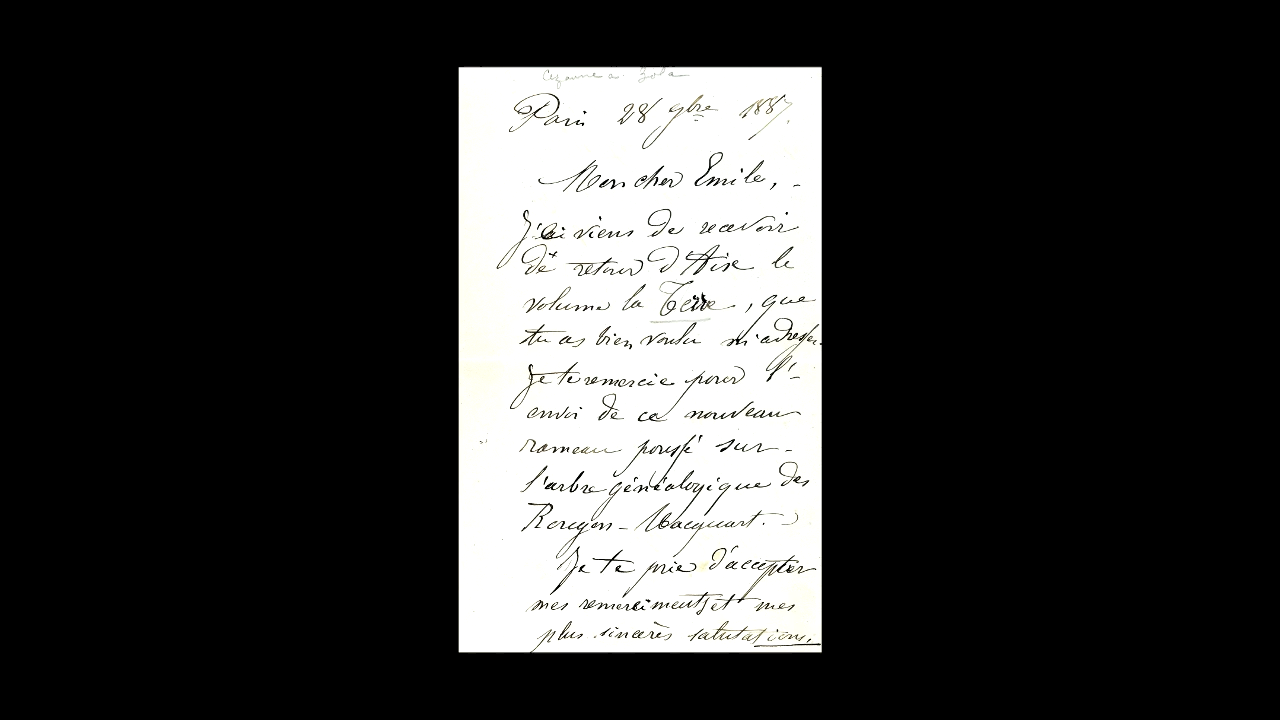 Cezanne a. Zola
Paris 28 9bre 1887.
Mon cher Emile, -
J'ai viens de recevoir
de retour d'Aix le
volume la Terre, que
tu as bien voulu m'adresser.
Je te remercie pour l'-
envoi de ce nouveau
rameau poussé sur -
l'arbre généalogique des
Rougon-Macquart. -
Je te prie d'accepter
mes remerciments et mes
plus sincères salutations.